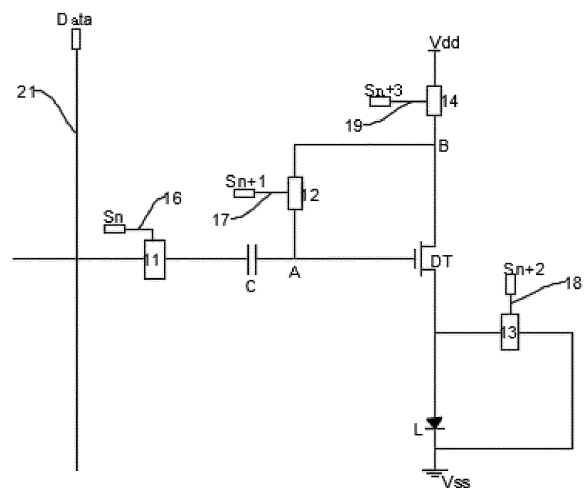 Data
Vdd
21
Sn+3
14
19
B
Sn+1
16
12
Sn
17
11
DT
Sn+2
C
A
18
13
L
Vss